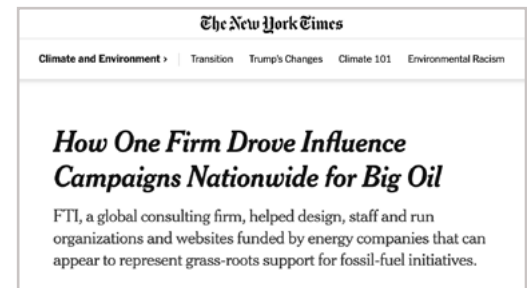 The New York Times
Climate and Environment › Transition Trump's Changes Climate 101 Environmental Racism
How One Firm Drove Influence
Campaigns Nationwide for Big Oil
FTI, a global consulting firm, helped design, staff and run
organizations and websites funded by energy companies that can
appear to represent grass-roots support for fossil-fuel initiatives.